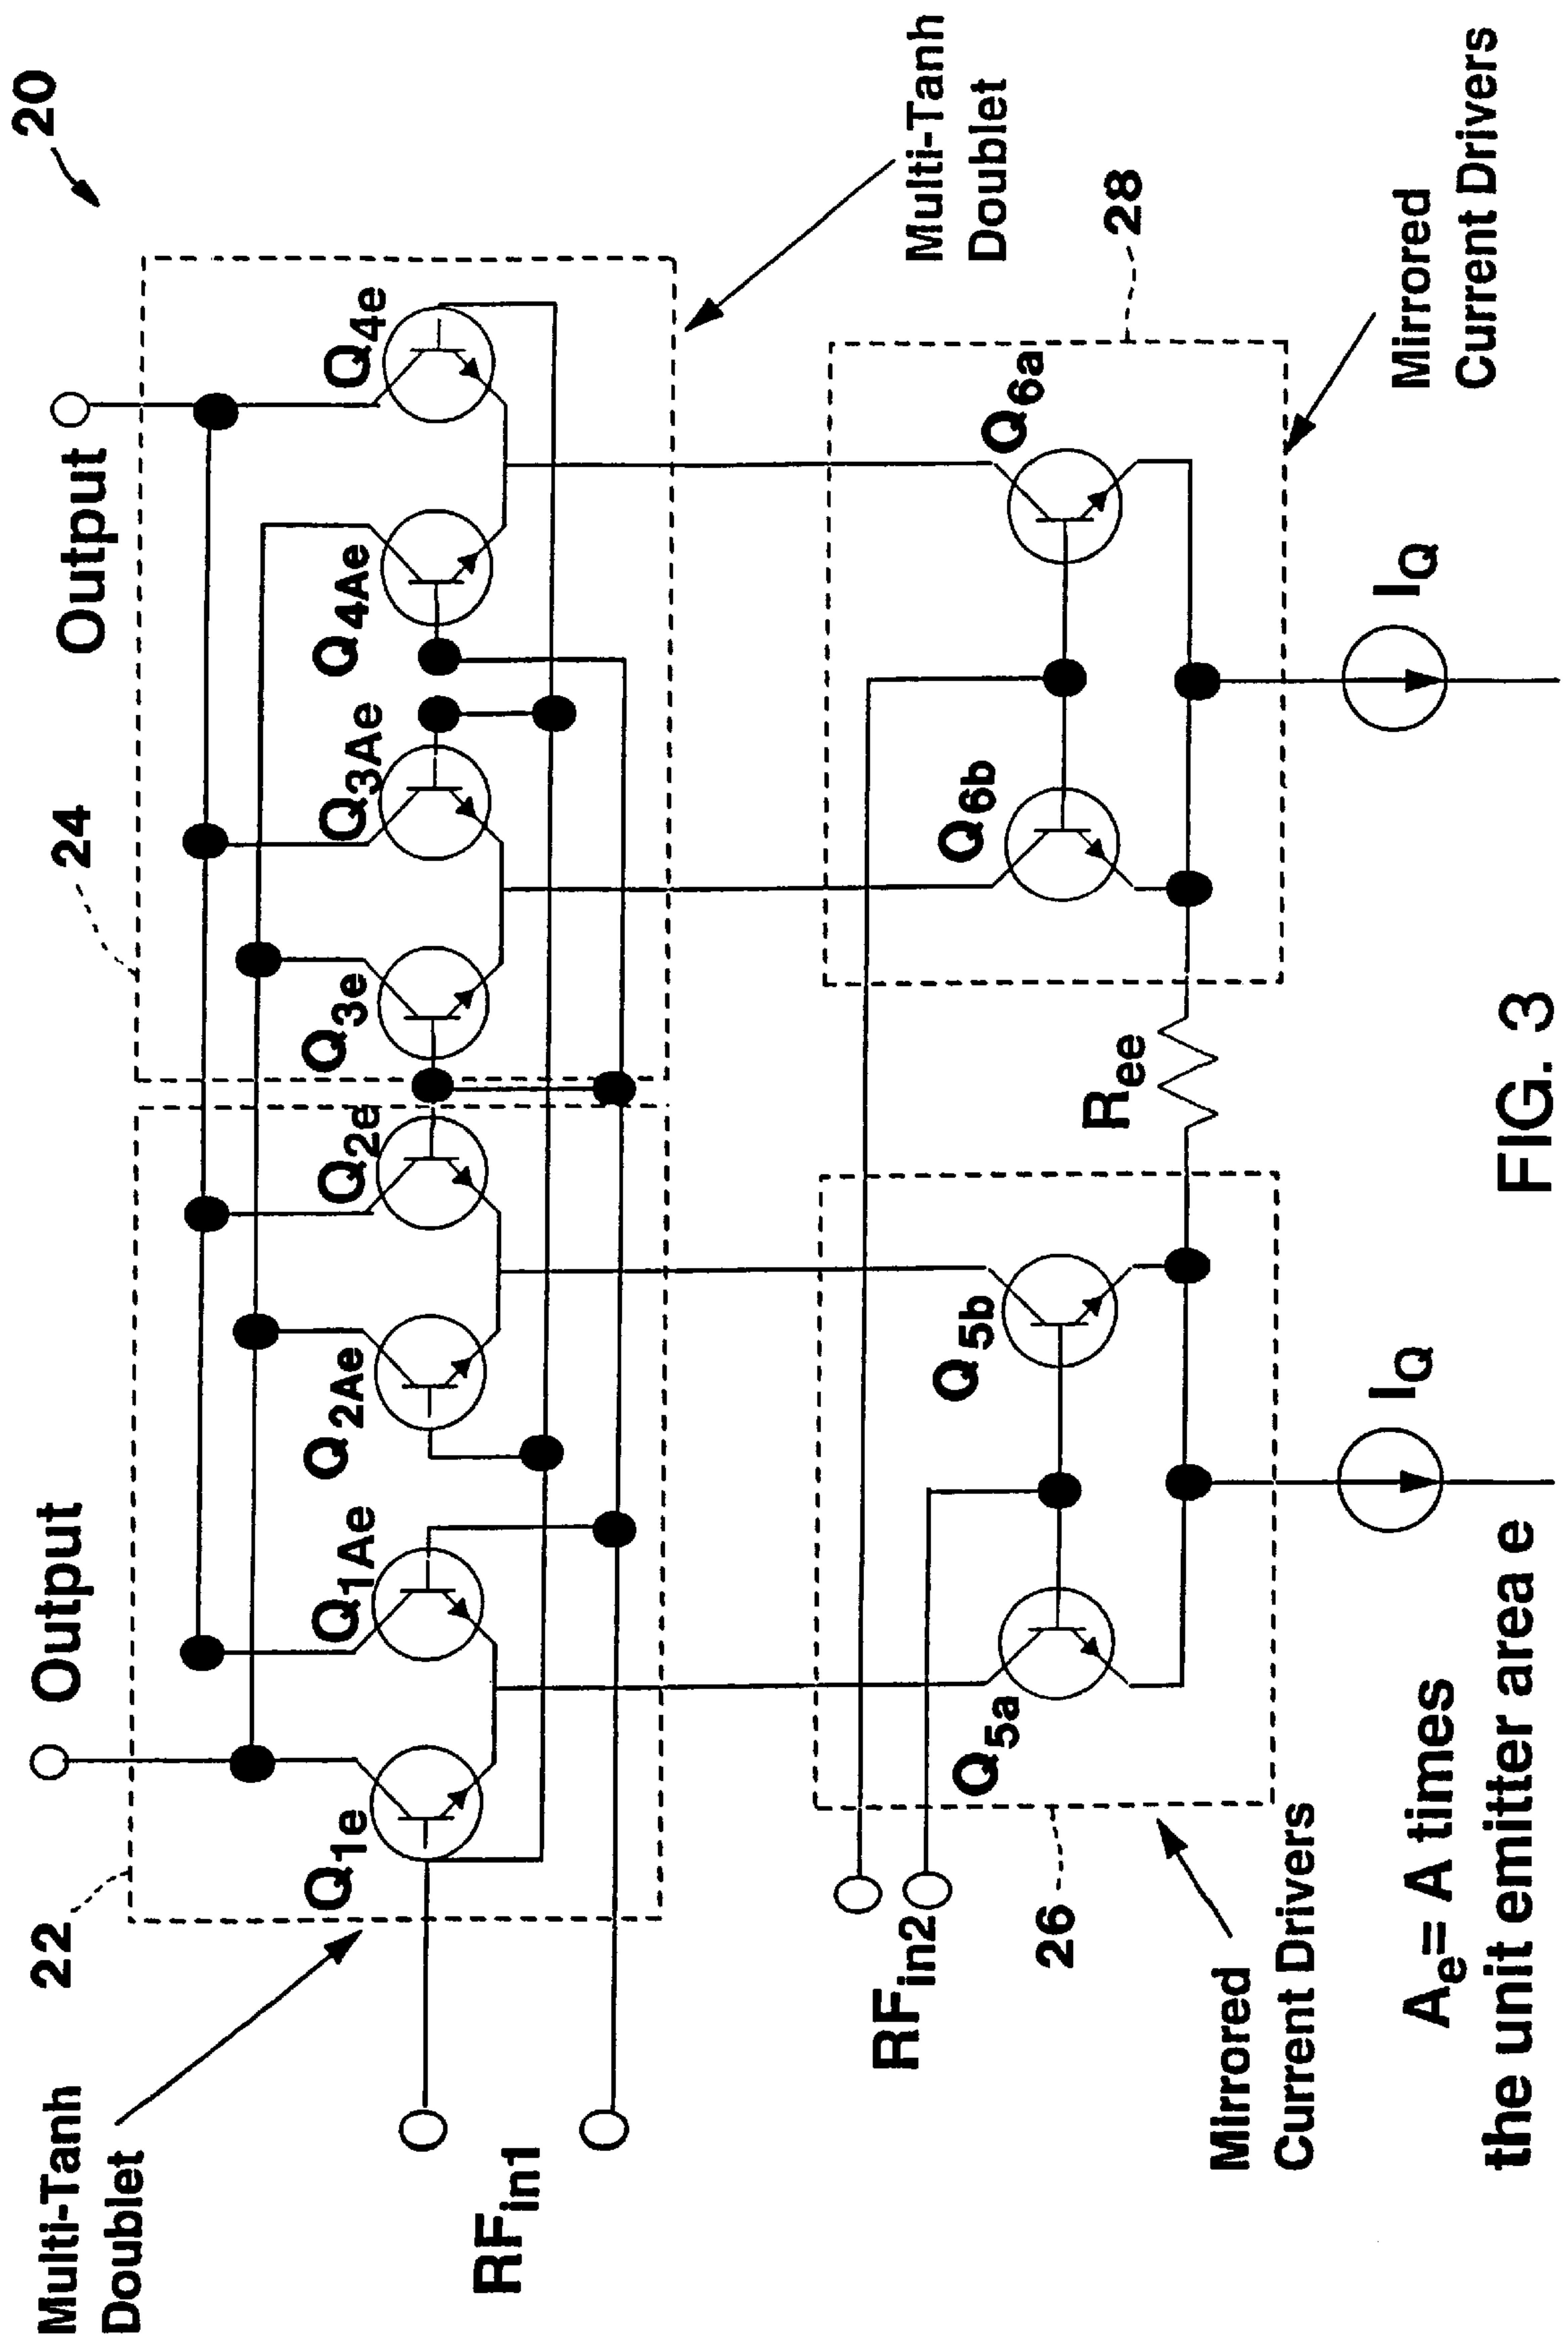 20
Output
Output
22
24
Multi-Tanh
Doublet
Q1e
Q1Ae
Q2Ae
Q2e
Q3e
Q3Ae
Q4Ae
Q4e
RFin1
Multi-Tanh
Doublet
28
RFin2
26
Q5a
Q5b
Ree
Q6b
Q6a
Mirrored
Current Drivers
Mirrored
Current Drivers
IQ
IQ
Ae= A times
the unit emitter area e
FIG. 3